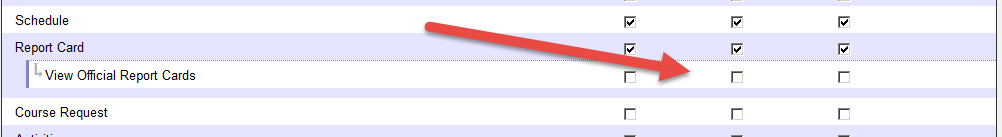 Schedule
Report Card
View Official Report Cards
Course Request